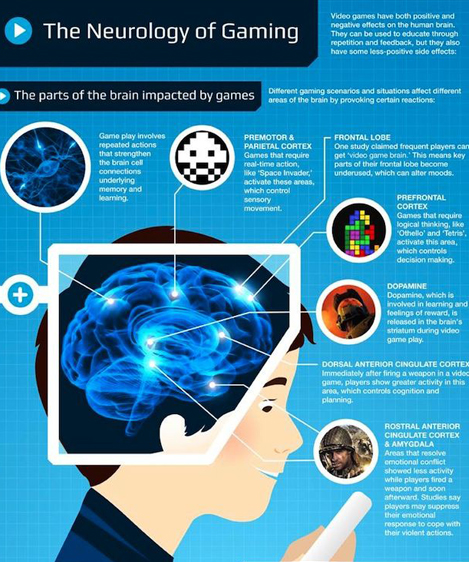 The Neurology of Gaming
Video games have both positive and
negative effects on the human brain.
They can be used to educate through
repetition and feedback, but they also
have some less-positive side effects:
The parts of the brain impacted by games
Different gaming scenarios and situations affect different
areas of the brain by provoking certain reactions:
Game play involves
repeated actions
that strengthen
the brain cell
connections
underlying
memory and
learning.
PREMOTOR &
PARIETAL CORTEX
Games that require
real-time action,
like 'Space Invader,'
activate these areas,
which control
sensory
movement.
FRONTAL LOBE
One study claimed frequent players can
get 'video game brain.' This means key
parts of their frontal lobe become
underused, which can alter moods.
PREFRONTAL
CORTEX
Games that require
logical thinking, like
'Othello' and 'Tetris',
activate this area,
which controls
decision making.
DOPAMINE
Dopamine, which is
involved in learning and
feelings of reward, is
released in the brain's
striatum during video
game play.
DORSAL ANTERIOR CINGULATE CORTEX
Immediately after firing a weapon in a video
game, players show greater activity in this
area, which controls cognition and
planning.
ROSTRAL ANTERIOR
CINGULATE CORTEX
& AMYGDALA
Areas that resolve
emotional conflict
showed less activity
while players fired a
weapon and soon
afterward. Studies say
players may suppress
their emotional
response to cope with
their violent actions.